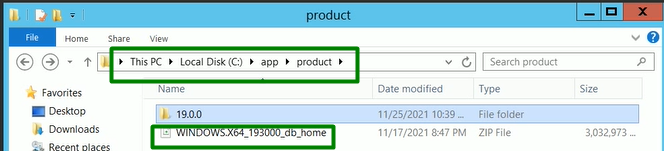 product
File Home Share View
This PC Local Disk (C:) app product Search product
Favorites
Desktop
Downloads
Recent places
Name Date modified Type Size
19.0.0 11/25/2021 10:39 ... File folder
WINDOWS.X64_193000_db_home 11/17/2021 8:47 PM ZIP File 3,032,973 ...